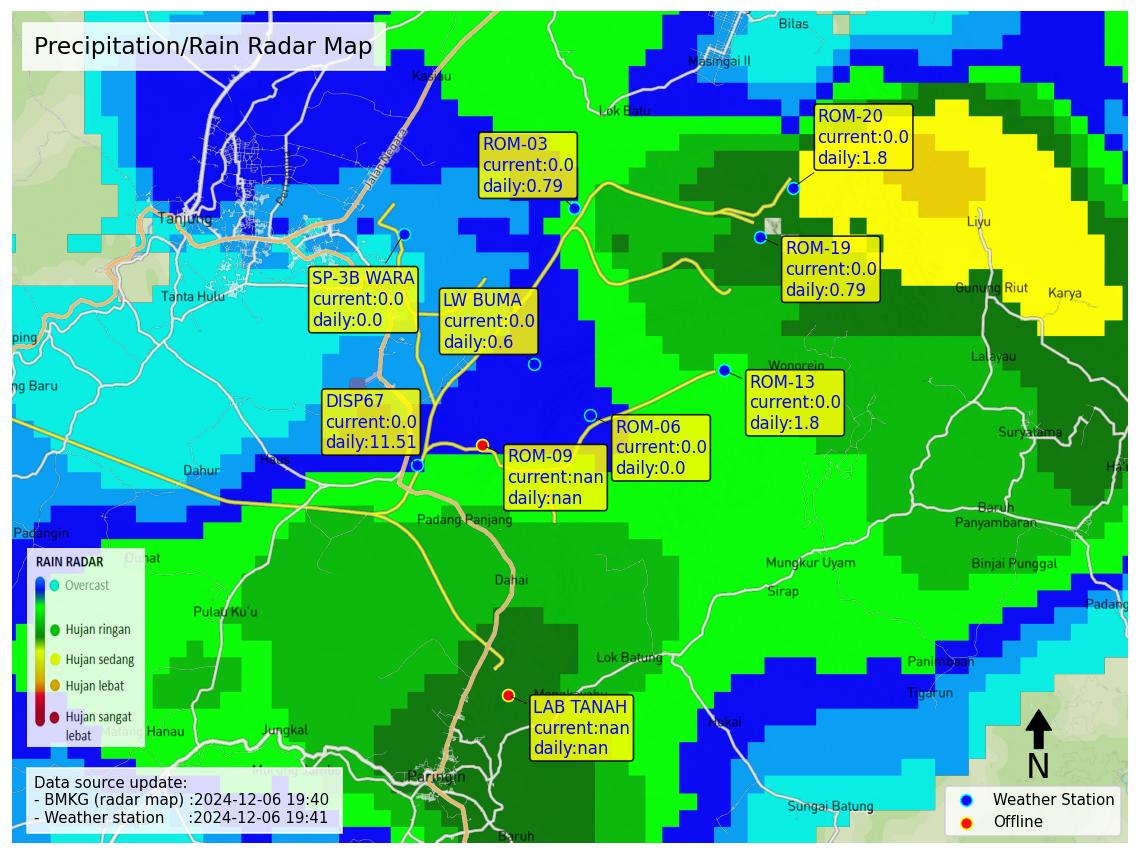 Precipitation/Rain Radar Map
Bilas
Masingai II
Kasiau
Lok Batu
Jalan Negara
ROM-20
current:0.0
daily:1.8
ROM-03
current:0.0
daily:0.79
Tanjung
Liyu
ROM-19
current:0.0
daily:0.79
SP-3B WARA
current:0.0
daily:0.0
LW BUMA
current:0.0
daily:0.6
Tanta Hulu
Gunung Riut
Karya
ping
Lalayau
Wonorejo
ng Baru
ROM-13
current:0.0
daily:1.8
DISP67
current:0.0
daily:11.51
ROM-06
current:0.0
daily:0.0
Suryatama
ROM-09
current:nan
daily:nan
Haus
Dahur
Ha'u
Baruh
Panyambaran
Padang Panjang
Padangin
Mungkur Uyam
Binjai Punggal
RAIN RADAR
Overcast
Hujan ringan
Hujan sedang
Hujan lebat
Hujan sangat
lebat
Dahai
Sirap
Padang
Pulau Ku'u
Lok Batung
Panimbaan
Tigarun
LAB TANAH
current:nan
daily:nan
Hukai
Matang Hanau
Jungkal
Paringin
Sungai Batung
Baruh
Data source update:
- BMKG (radar map) :2024-12-06 19:40
- Weather station :2024-12-06 19:41
N
Weather Station
Offline